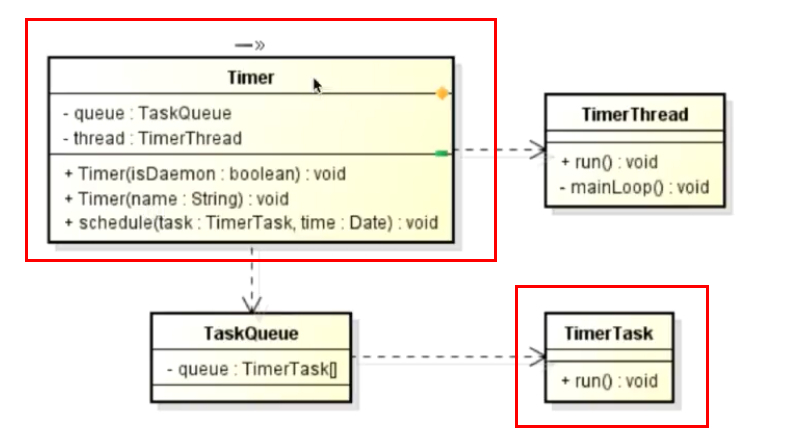 Timer
- queue : TaskQueue
- thread : TimerThread
+ Timer(isDaemon : boolean) : void
+ Timer(name : String) : void
+ schedule(task : TimerTask, time : Date) : void
TimerThread
+ run() : void
- mainLoop() : void
TaskQueue
- queue : TimerTask[]
TimerTask
+ run() : void